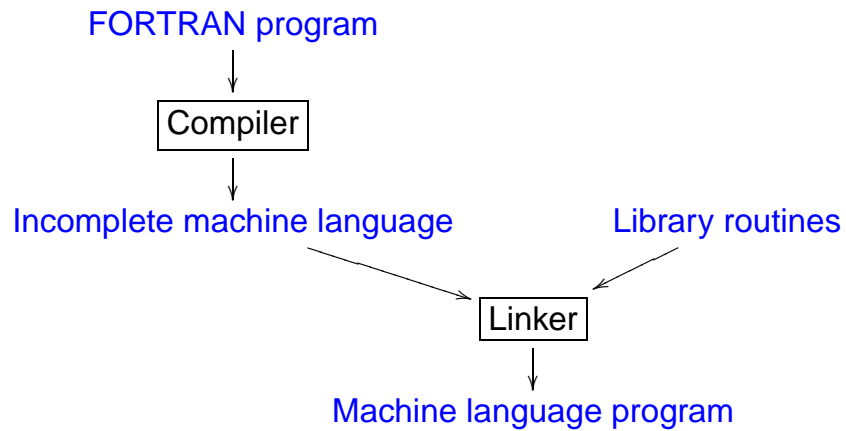 FORTRAN program
Compiler
Incomplete machine language
Library routines
Linker
Machine language program